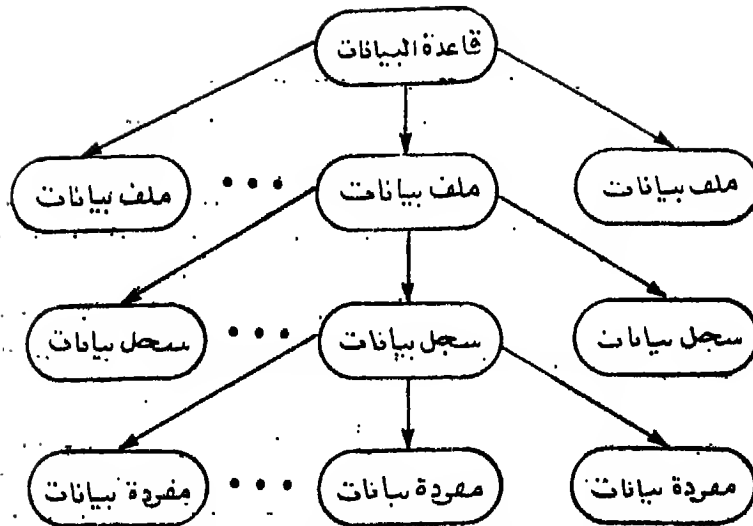 قاعدة البيانات
ملف بيانات ••• ملف بيانات ملف بيانات
سجل بيانات سجل بيانات ••• سجل بيانات
مفردة بيانات مفردة بيانات ••• مفردة بيانات